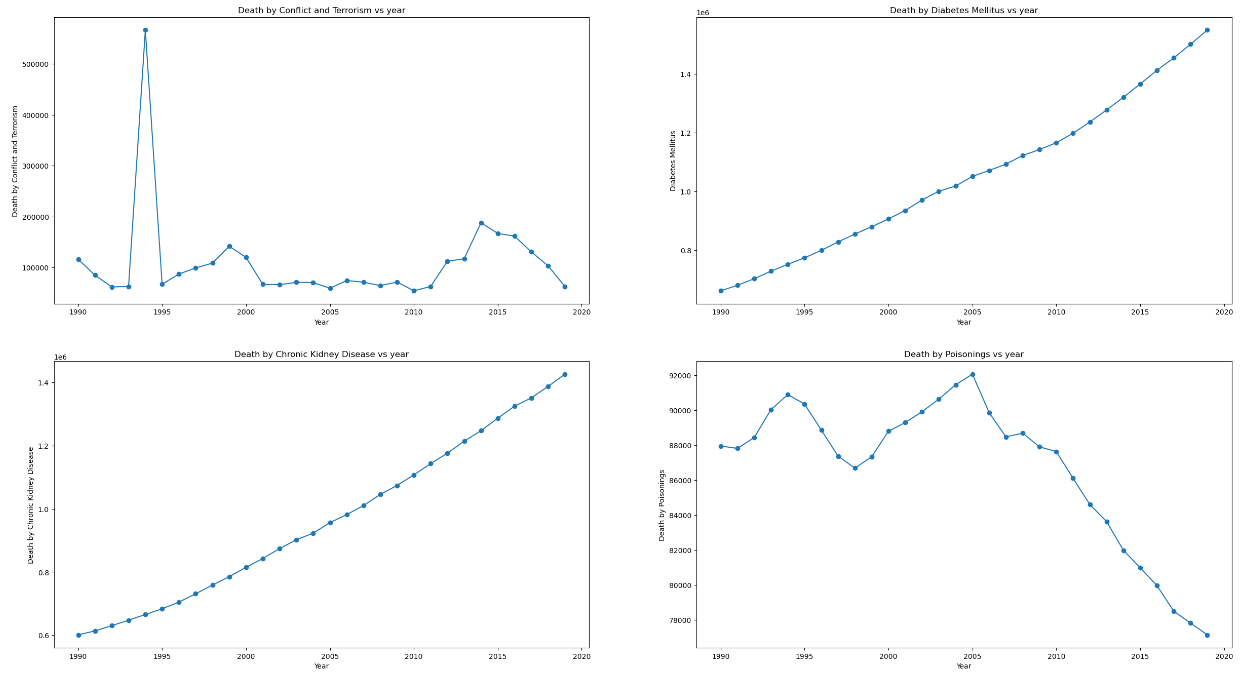 Death by Conflict and Terrorism vs year
Death by Conflict and Terrorism
500000
400000
300000
200000
100000
1990 1995 2000 2005 2010 2015 2020
Year
Death by Diabetes Mellitus vs year
1e6
Diabetes Mellitus
1.4
1.2
1.0
0.8
1990 1995 2000 2005 2010 2015 2020
Year
Death by Chronic Kidney Disease vs year
1e6
Death by Chronic Kidney Disease
1.4
1.2
1.0
0.8
0.6
1990 1995 2000 2005 2010 2015 2020
Year
Death by Poisonings vs year
Death by Poisonings
92000
90000
88000
86000
84000
82000
80000
78000
1990 1995 2000 2005 2010 2015 2020
Year